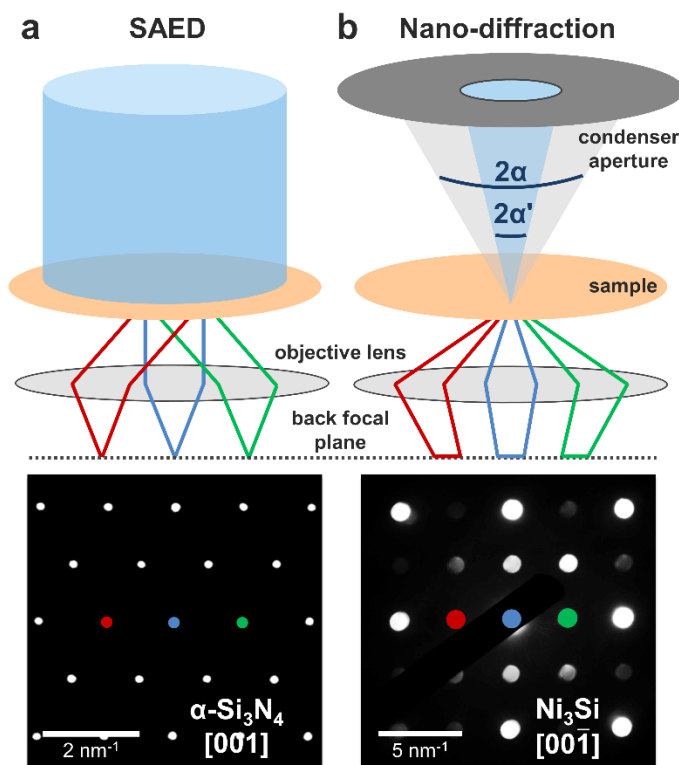 a SAED
b Nano-diffraction
condenser
aperture
2α
2α'
sample
objective lens
back focal
plane
α-Si₃N₄
[001]
2 nm⁻¹
Ni₃Si
[001̄]
5 nm⁻¹